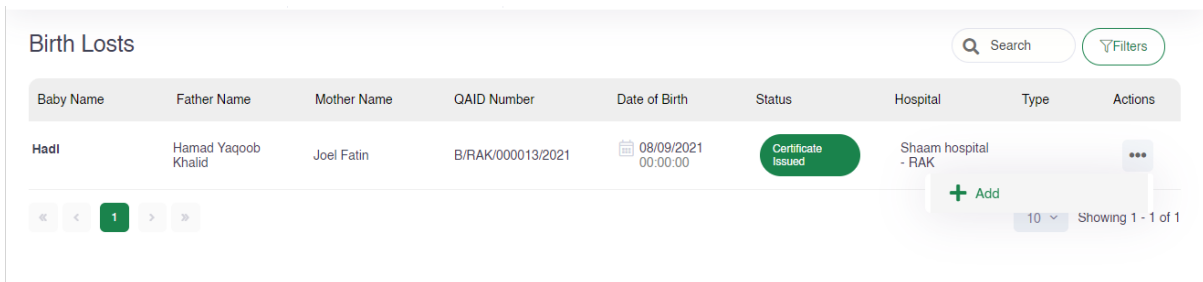 Birth Losts
Search
Filters
Baby Name Father Name Mother Name QAID Number Date of Birth Status Hospital Type Actions
Hadi Hamad Yaqoob Khalid Joel Fatin B/RAK/000013/2021 08/09/2021 00:00:00 Certificate Issued Shaam hospital - RAK
Add
« < 1 > »
10 Showing 1 - 1 of 1